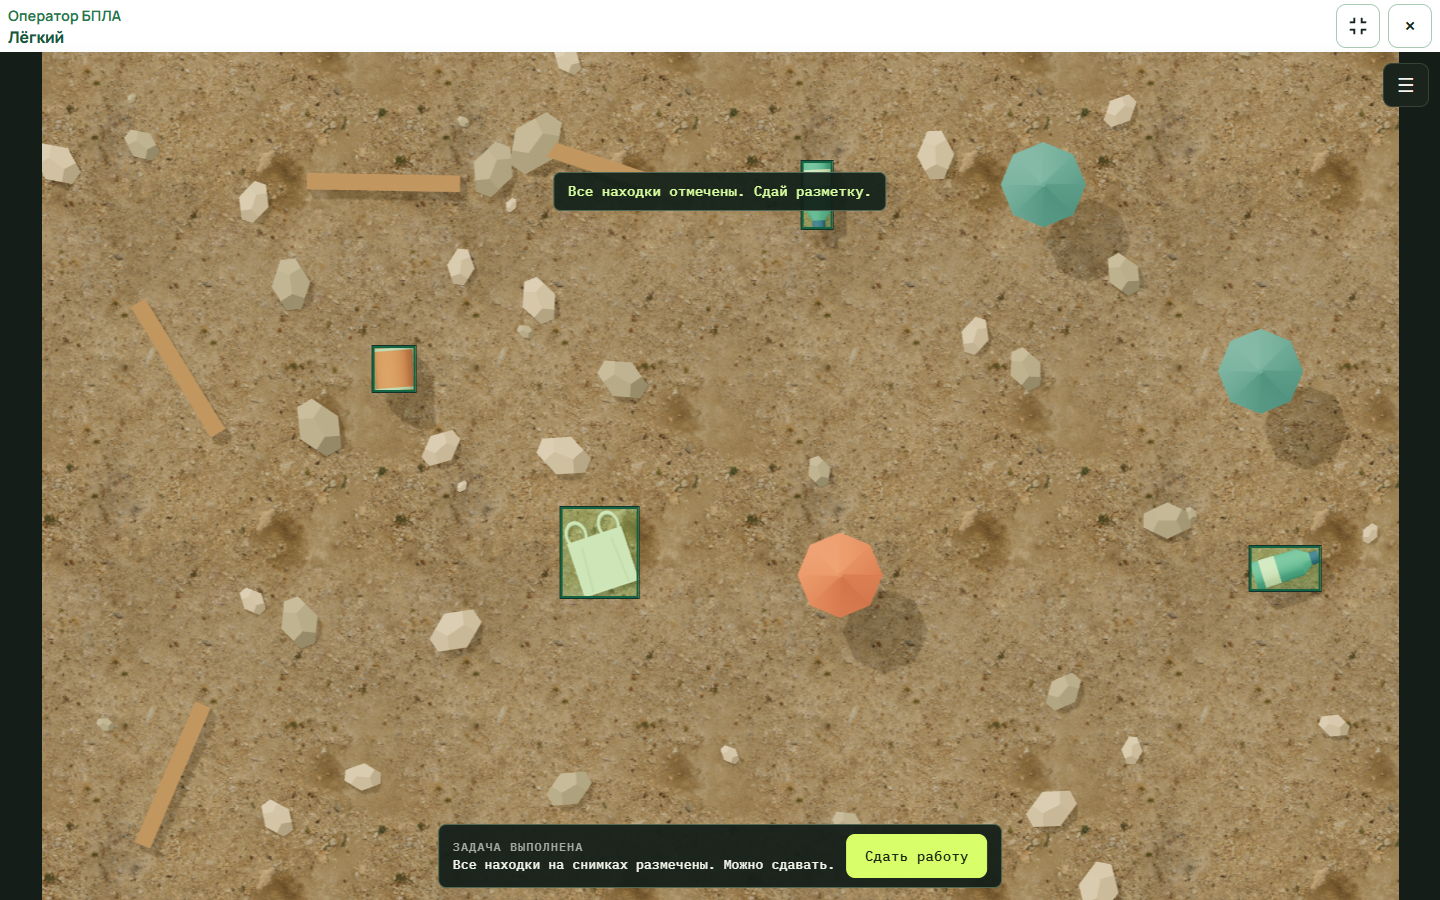 Оператор БПЛА
Лёгкий
Все находки отмечены. Сдай разметку.
ЗАДАЧА ВЫПОЛНЕНА
Все находки на снимках размечены. Можно сдавать.
Сдать работу